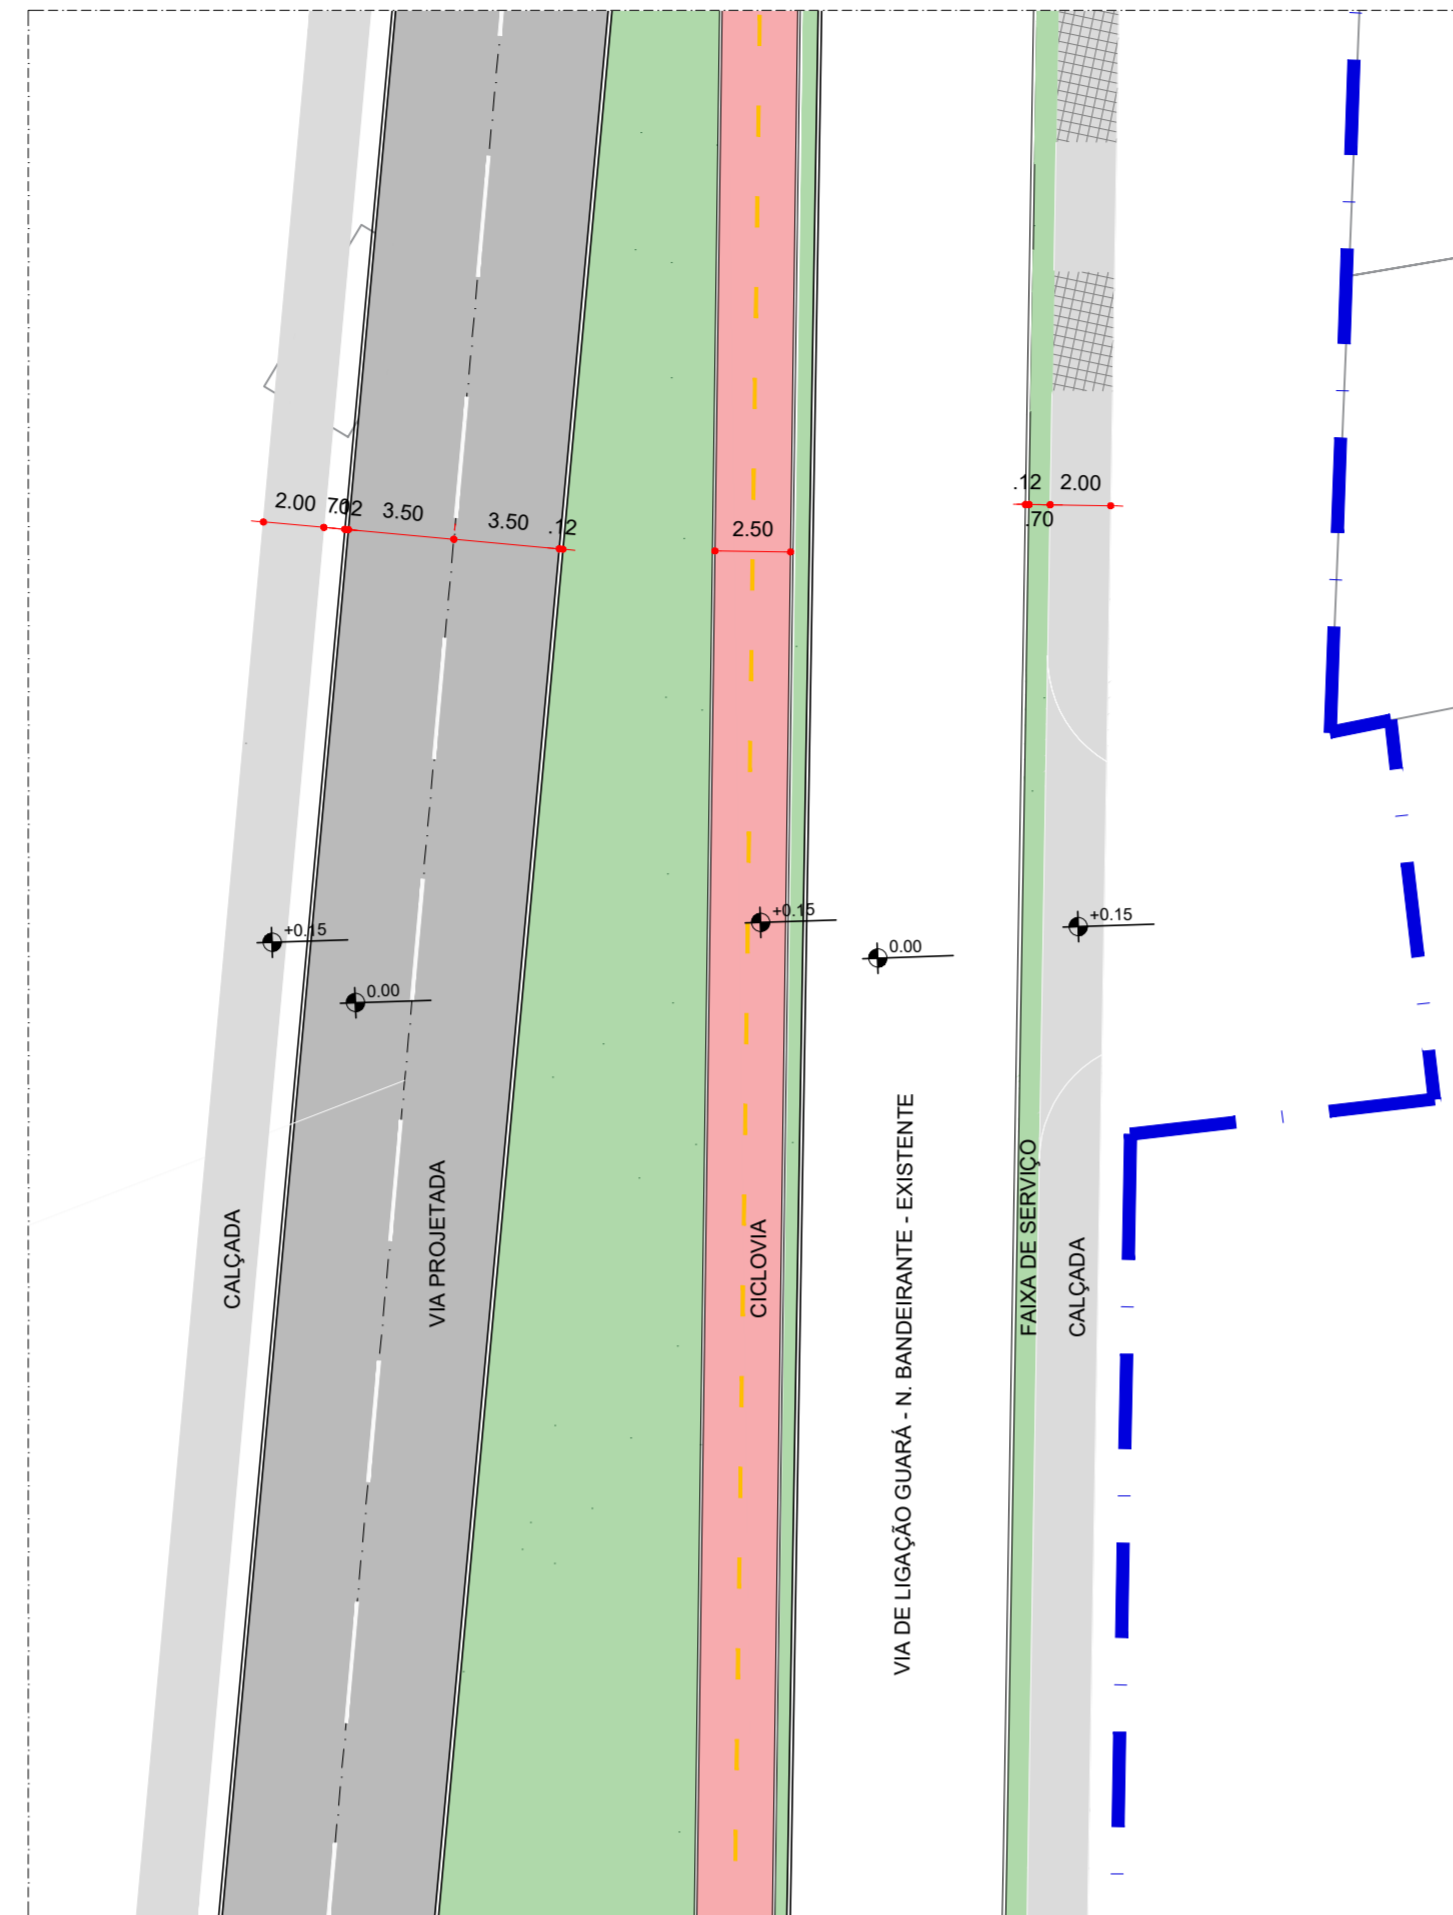 2.00
.70
.12
3.50
3.50
.12
2.50
.12
2.00
.70
+0.15
0.00
+0.15
0.00
+0.15
CALÇADA
VIA PROJETADA
CICLOVIA
VIA DE LIGAÇÃO GUARÁ - N. BANDEIRANTE - EXISTENTE
FAIXA DE SERVIÇO
CALÇADA